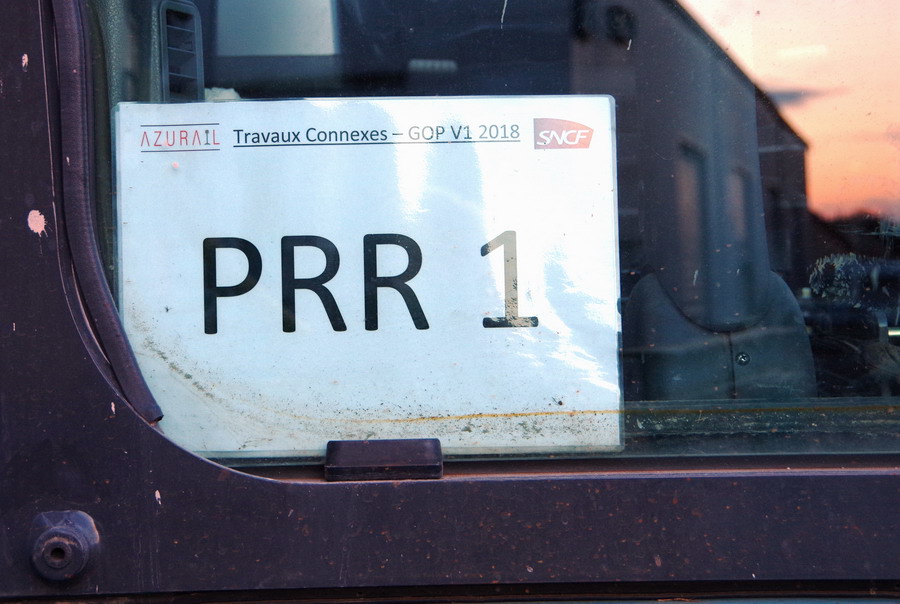 AZURAIL Travaux Connexes – GOP V1 2018 SNCF
PRR 1